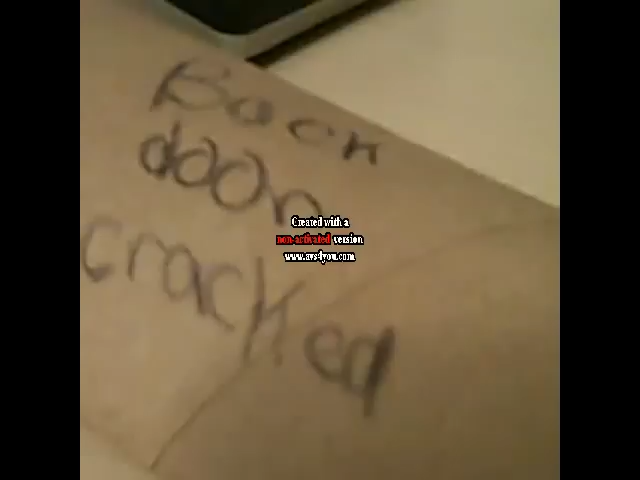 Back
door
cracked
Created with a
non-activated version
www.avs4you.com